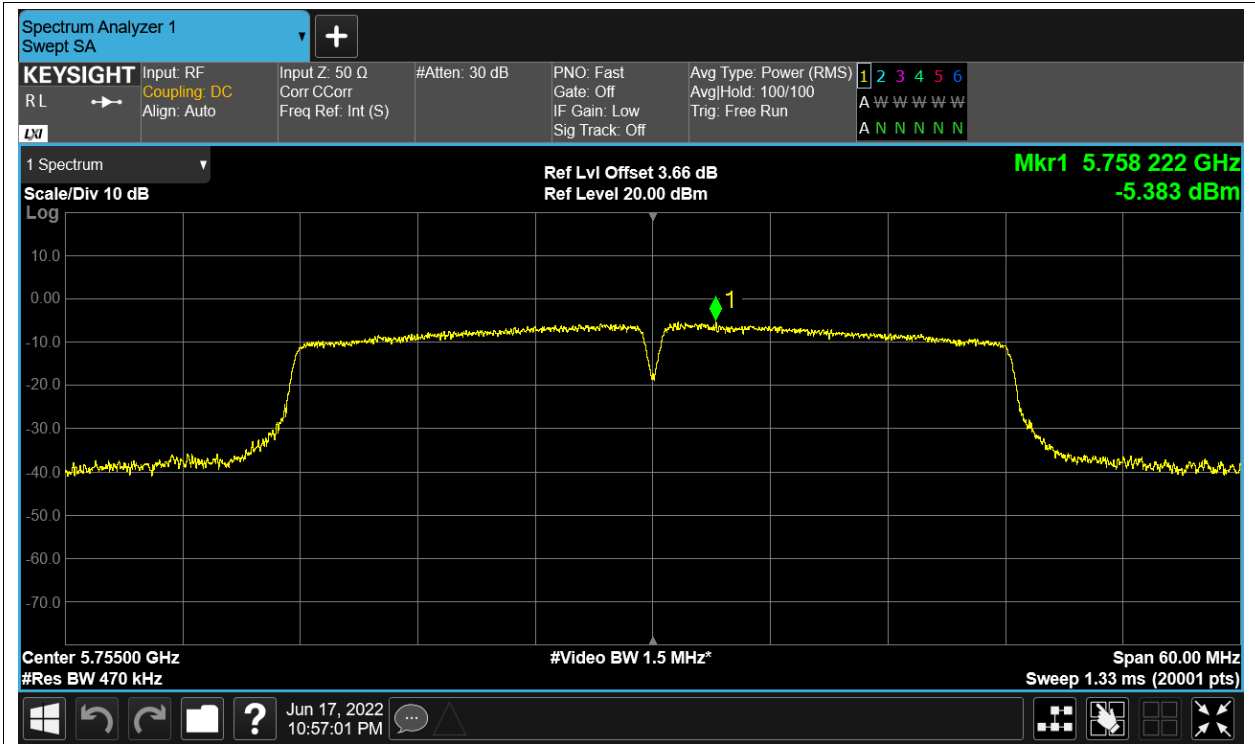 Spectrum Analyzer 1
Swept SA
KEYSIGHT
R L
LXI
Input: RF
Coupling: DC
Align: Auto
Input Z: 50 Ω
Corr CCorr
Freq Ref: Int (S)
#Atten: 30 dB
PNO: Fast
Gate: Off
IF Gain: Low
Sig Track: Off
Avg Type: Power (RMS)
Avg|Hold: 100/100
Trig: Free Run
1 2 3 4 5 6
A W W W W W
A N N N N N
1 Spectrum
Scale/Div 10 dB
Log
Ref Lvl Offset 3.66 dB
Ref Level 20.00 dBm
Mkr1 5.758 222 GHz
-5.383 dBm
10.0
0.00
1
-10.0
-20.0
-30.0
-40.0
-50.0
-60.0
-70.0
Center 5.75500 GHz
#Video BW 1.5 MHz*
Span 60.00 MHz
#Res BW 470 kHz
Sweep 1.33 ms (20001 pts)
?
Jun 17, 2022
10:57:01 PM